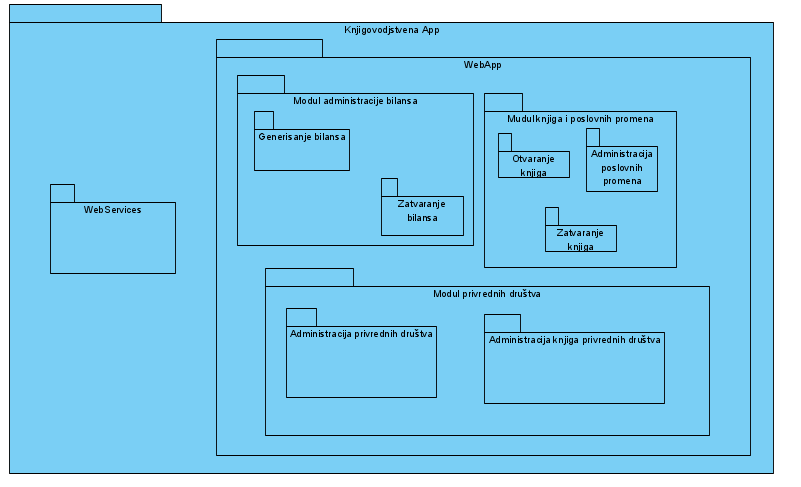 Knjigovodjstvena App
WebApp
Modul administracije bilansa
Generisanje bilansa
Zatvaranje
bilansa
Mudul knjiga i poslovnih promena
Otvaranje
knjiga
Administracija
poslovnih
promena
Zatvaranje
knjiga
WebServices
Modul privrednih društva
Administracija privrednih društva
Administracija knjiga privrednih društva